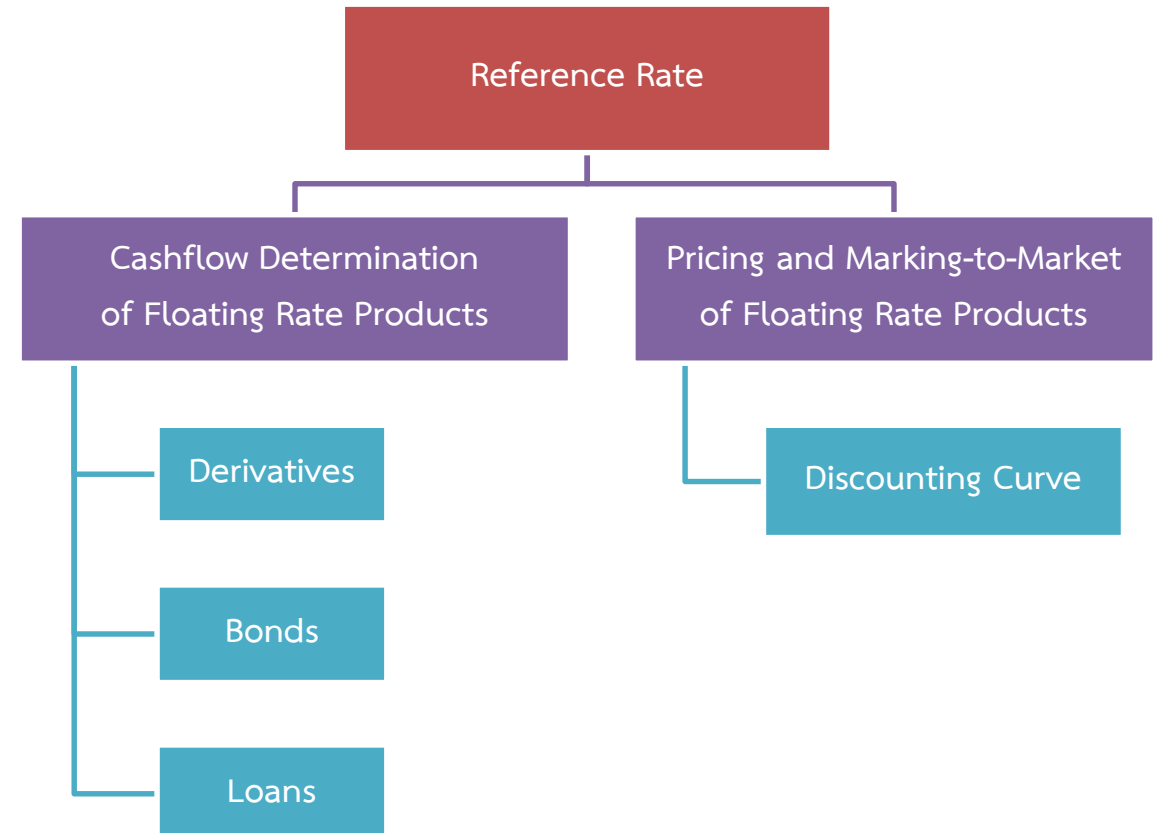 Reference Rate
Cashflow Determination
of Floating Rate Products
Derivatives
Bonds
Loans
Pricing and Marking-to-Market
of Floating Rate Products
Discounting Curve